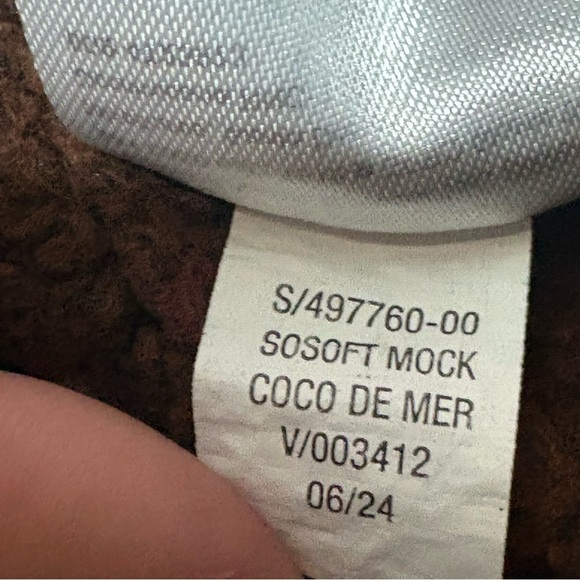 S/497760-00
SOSOFT MOCK
COCO DE MER
V/003412
06/24